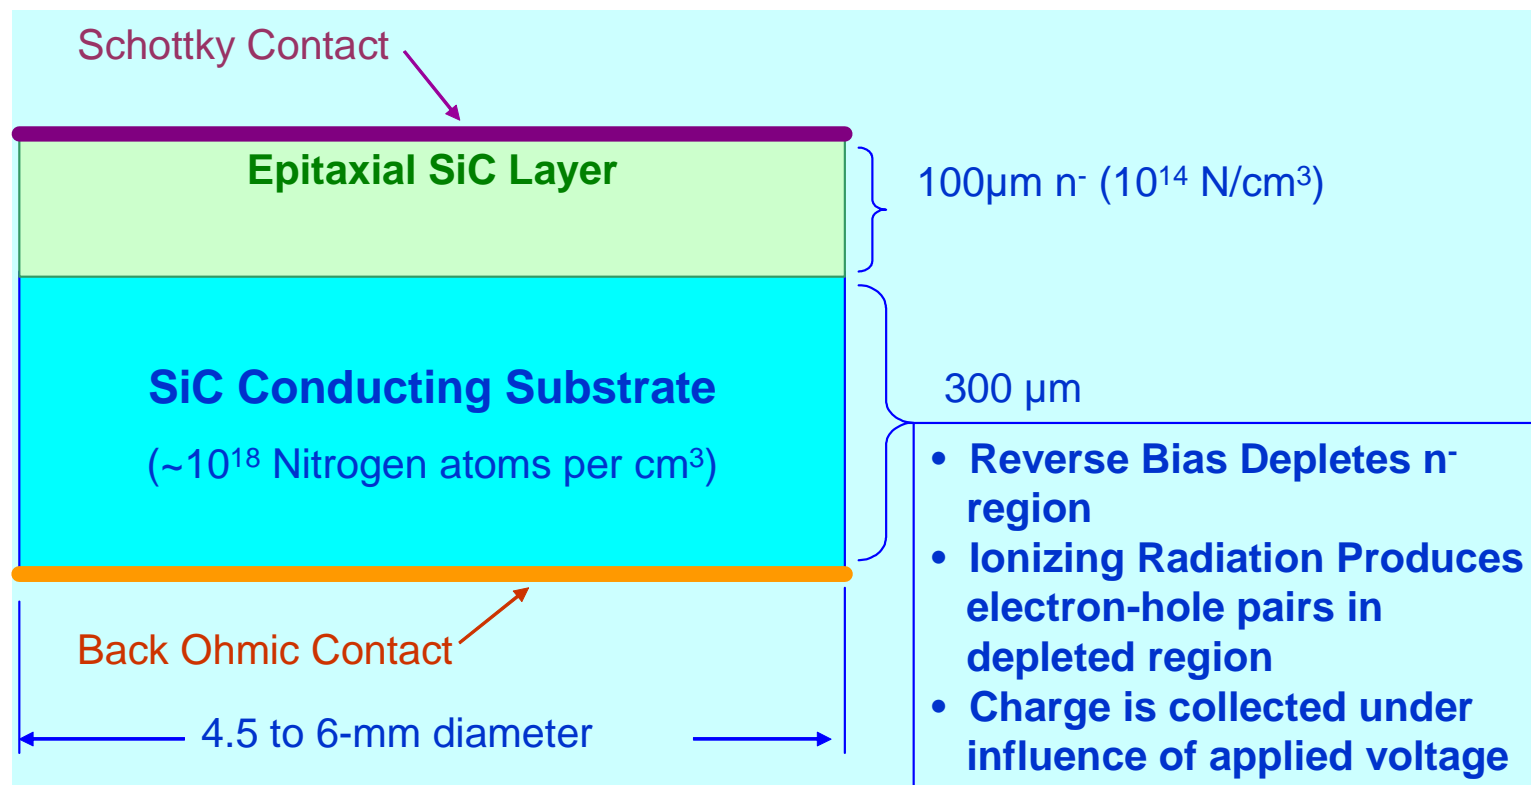 Schottky Contact
Epitaxial SiC Layer
100µm n⁻ (10¹⁴ N/cm³)
SiC Conducting Substrate
(~10¹⁸ Nitrogen atoms per cm³)
300 µm
• Reverse Bias Depletes n⁻
region
• Ionizing Radiation Produces
electron-hole pairs in
depleted region
• Charge is collected under
influence of applied voltage
Back Ohmic Contact
4.5 to 6-mm diameter